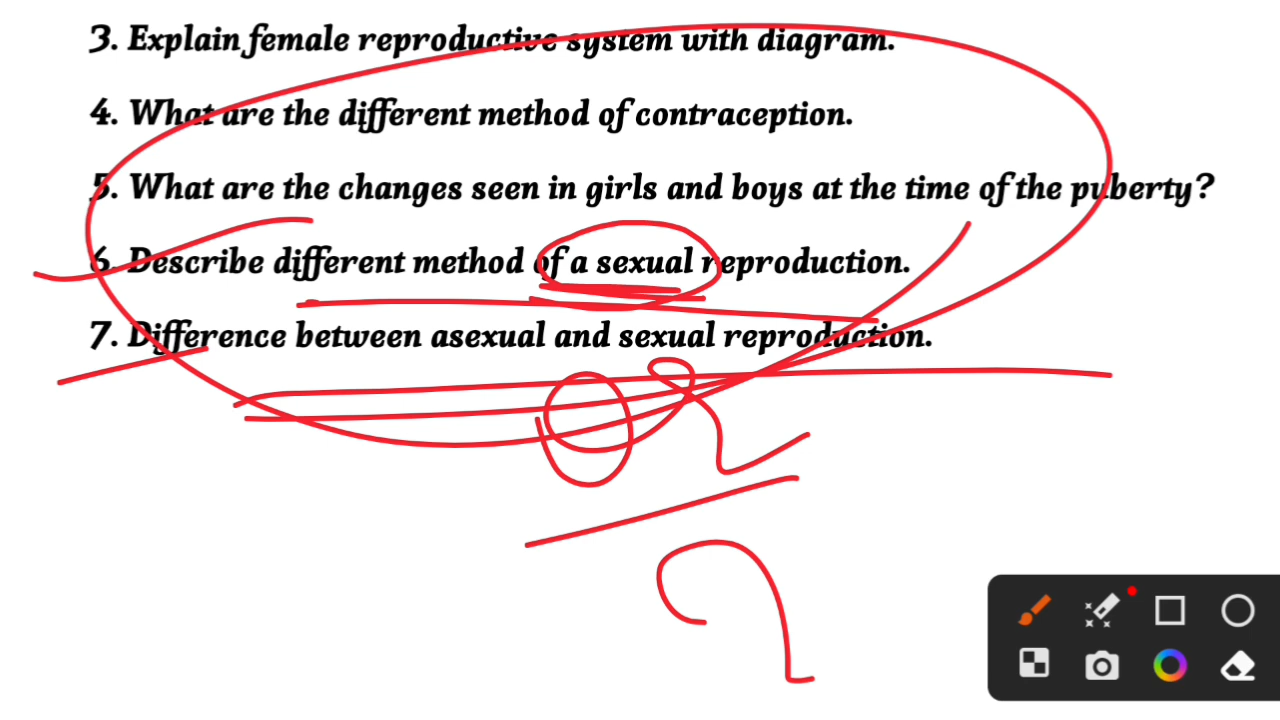 3. Explain female reproductive system with diagram.
4. What are the different method of contraception.
5. What are the changes seen in girls and boys at the time of the puberty?
6. Describe different method of a sexual reproduction.
7. Difference between asexual and sexual reproduction.